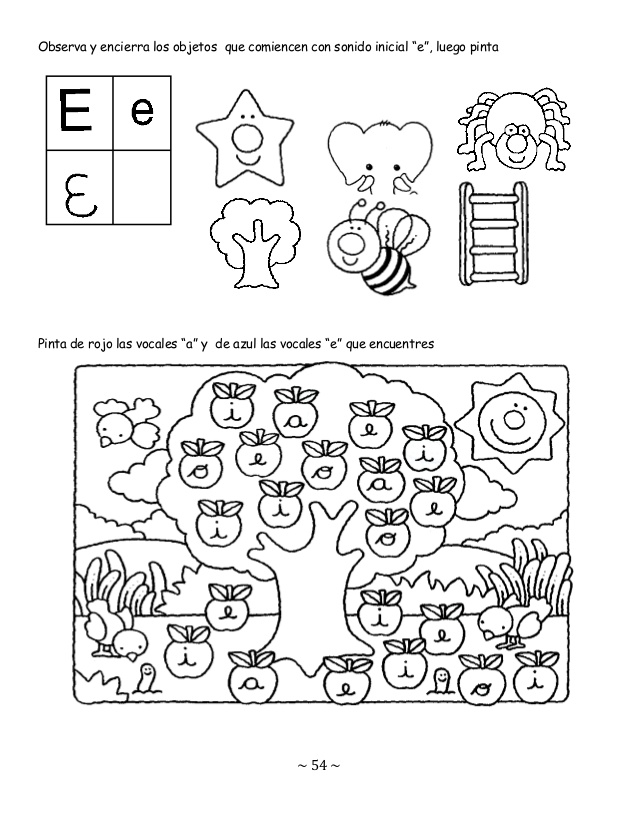 Observa y encierra los objetos que comiencen con sonido inicial “e”, luego pinta
E e
ℇ
Pinta de rojo las vocales “a” y de azul las vocales “e” que encuentres
i a e
o e o a i
i i o e
e i e
i a e i o i
~ 54 ~